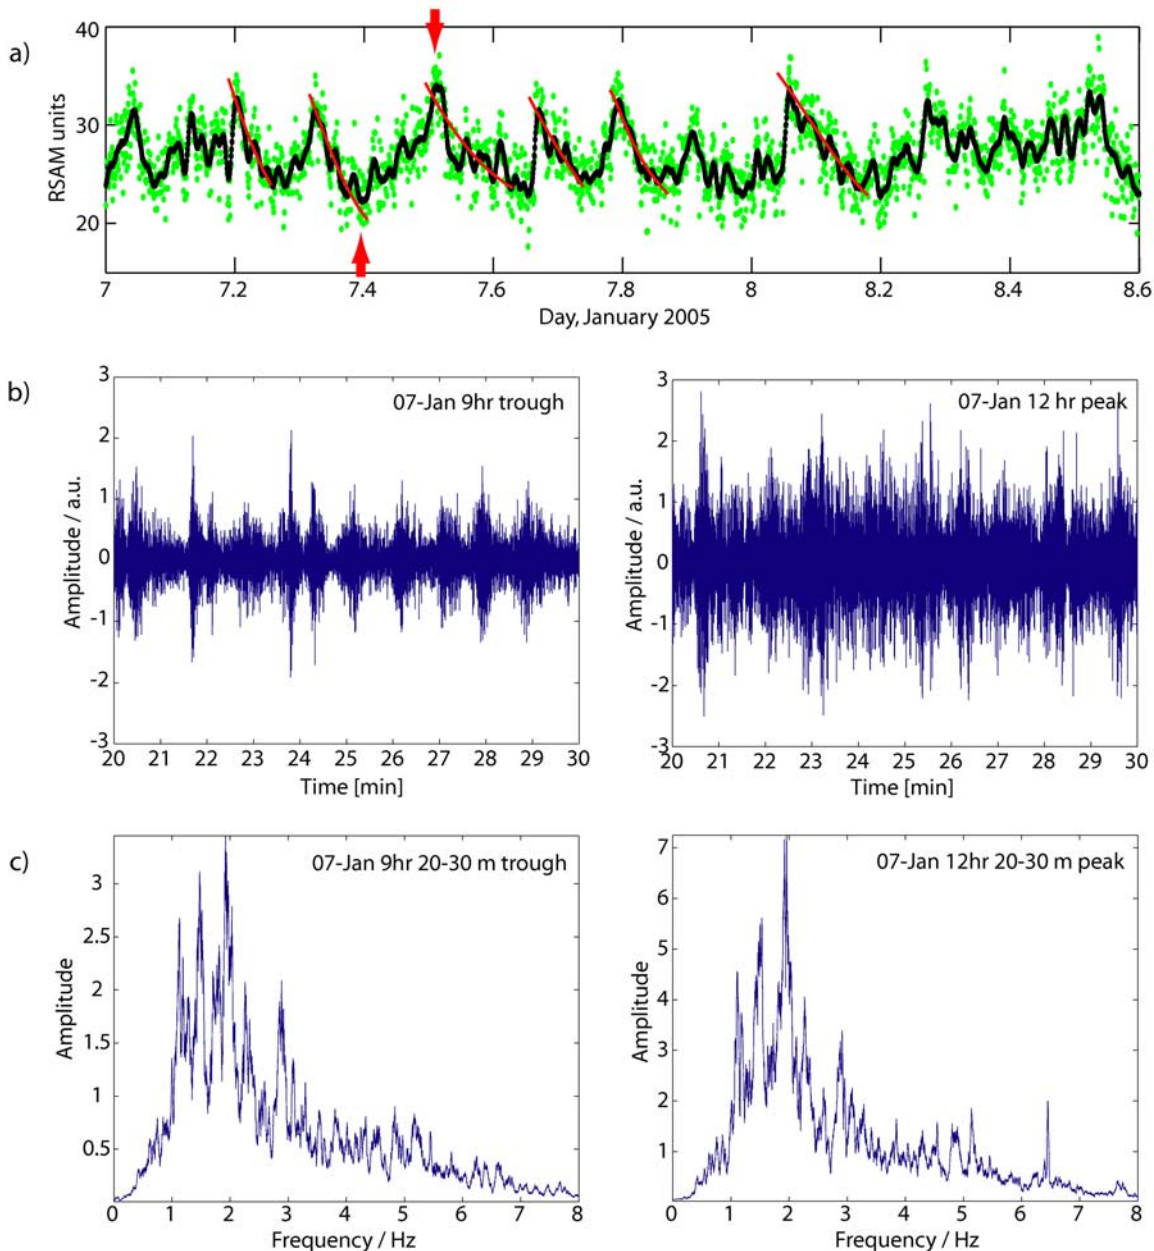 a)
RSAM units
40
30
20
7 7.2 7.4 7.6 7.8 8 8.2 8.4 8.6
Day, January 2005
b)
07-Jan 9hr trough
Amplitude / a.u.
3
2
1
0
-1
-2
-3
20 21 22 23 24 25 26 27 28 29 30
Time [min]
07-Jan 12 hr peak
Amplitude / a.u.
3
2
1
0
-1
-2
-3
20 21 22 23 24 25 26 27 28 29 30
Time [min]
c)
07-Jan 9hr 20-30 m trough
Amplitude
3
2.5
2
1.5
1
0.5
0 1 2 3 4 5 6 7 8
Frequency / Hz
07-Jan 12hr 20-30 m peak
Amplitude
7
6
5
4
3
2
1
0 1 2 3 4 5 6 7 8
Frequency / Hz